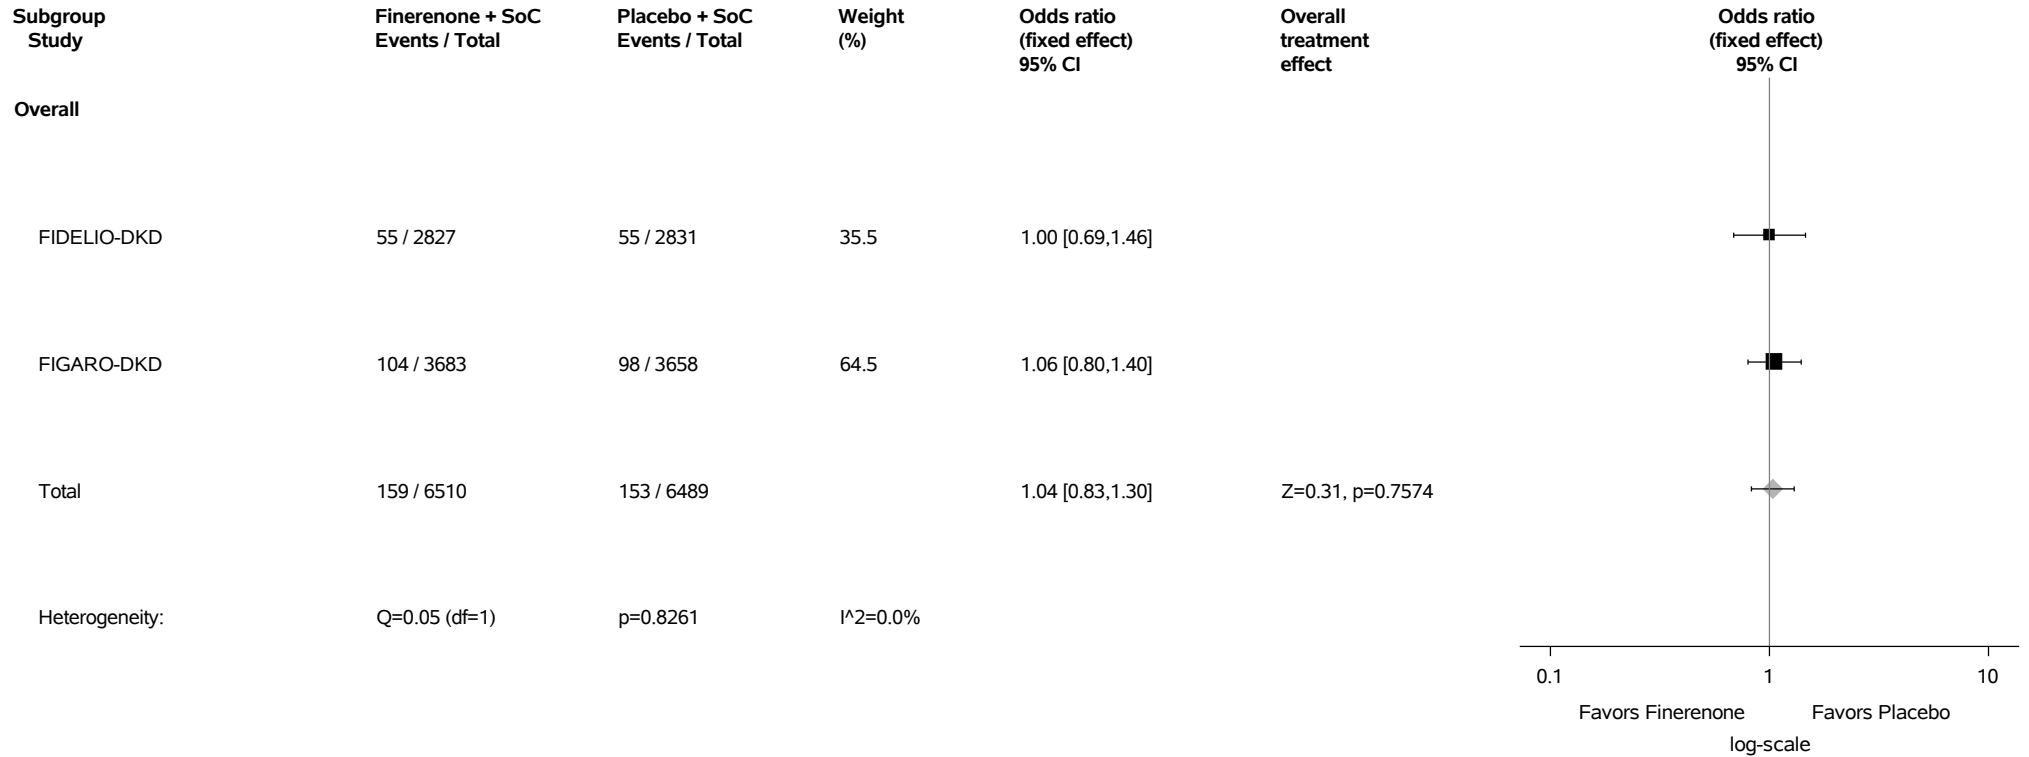 Subgroup Finerenone + SoC Placebo + SoC Weight Odds ratio Overall Odds ratio
Study Events / Total Events / Total (%) (fixed effect) treatment (fixed effect)
95% CI effect 95% CI
Overall
FIDELIO-DKD 55 / 2827 55 / 2831 35.5 1.00 [0.69,1.46]
FIGARO-DKD 104 / 3683 98 / 3658 64.5 1.06 [0.80,1.40]
Total 159 / 6510 153 / 6489 1.04 [0.83,1.30] Z=0.31, p=0.7574
Heterogeneity: Q=0.05 (df=1) p=0.8261 I^2=0.0%
0.1 1 10
Favors Finerenone Favors Placebo
log-scale